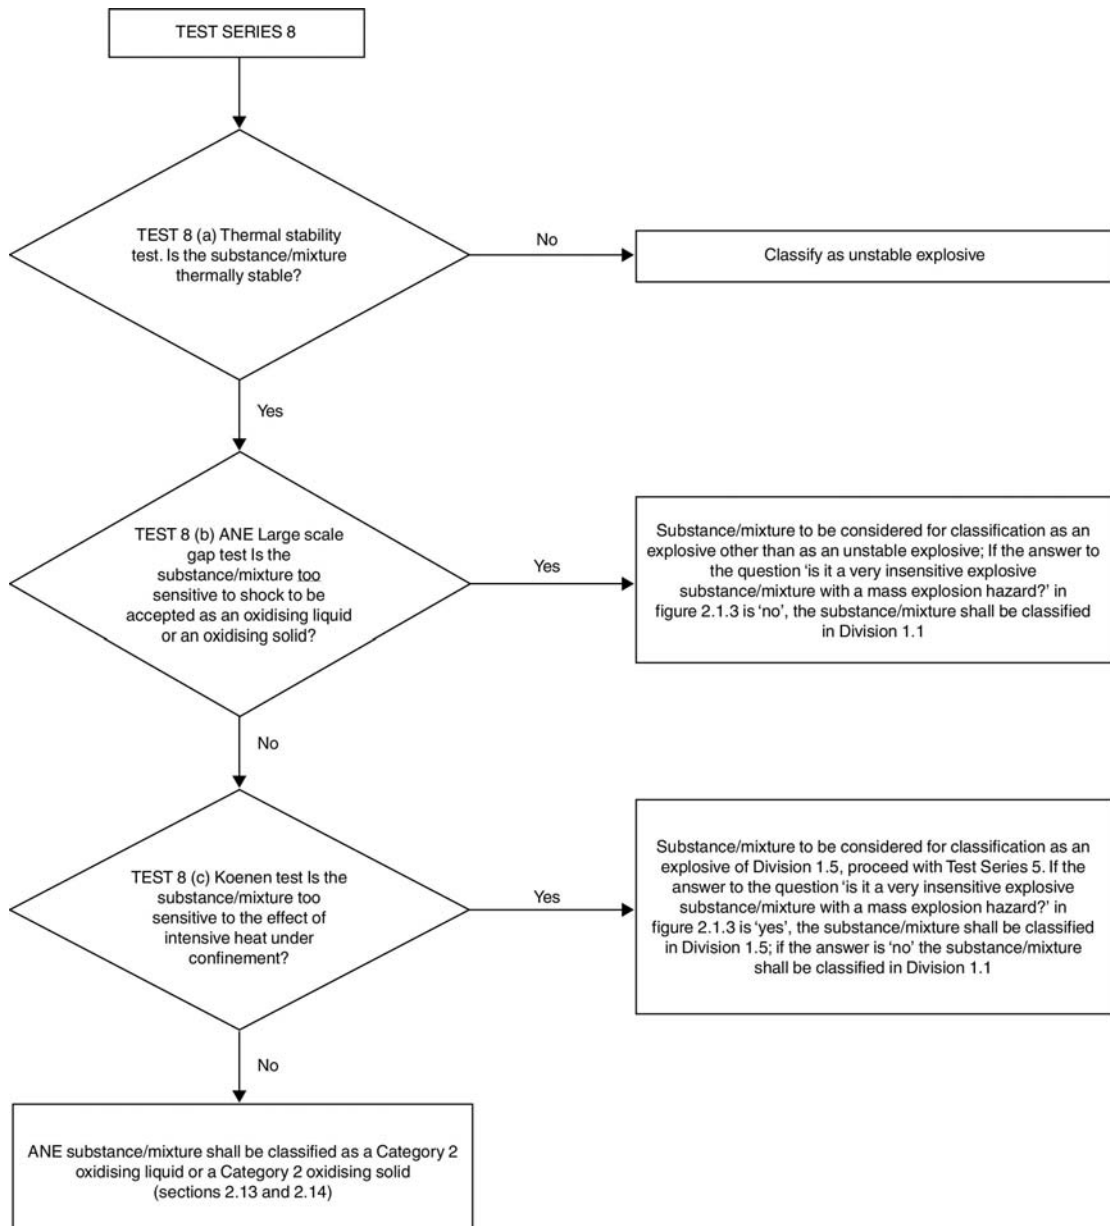 TEST SERIES 8
TEST 8 (a) Thermal stability
test. Is the substance/mixture
thermally stable?
No
Classify as unstable explosive
Yes
TEST 8 (b) ANE Large scale
gap test Is the
substance/mixture too
sensitive to shock to be
accepted as an oxidising liquid
or an oxidising solid?
Yes
Substance/mixture to be considered for classification as an
explosive other than as an unstable explosive; If the answer to
the question ‘is it a very insensitive explosive
substance/mixture with a mass explosion hazard?’ in
figure 2.1.3 is ‘no’, the substance/mixture shall be classified
in Division 1.1
No
TEST 8 (c) Koenen test Is the
substance/mixture too
sensitive to the effect of
intensive heat under
confinement?
Yes
Substance/mixture to be considered for classification as an
explosive of Division 1.5, proceed with Test Series 5. If the
answer to the question ‘is it a very insensitive explosive
substance/mixture with a mass explosion hazard?’ in
figure 2.1.3 is ‘yes’, the substance/mixture shall be classified
in Division 1.5; if the answer is ‘no’ the substance/mixture
shall be classified in Division 1.1
No
ANE substance/mixture shall be classified as a Category 2
oxidising liquid or a Category 2 oxidising solid
(sections 2.13 and 2.14)